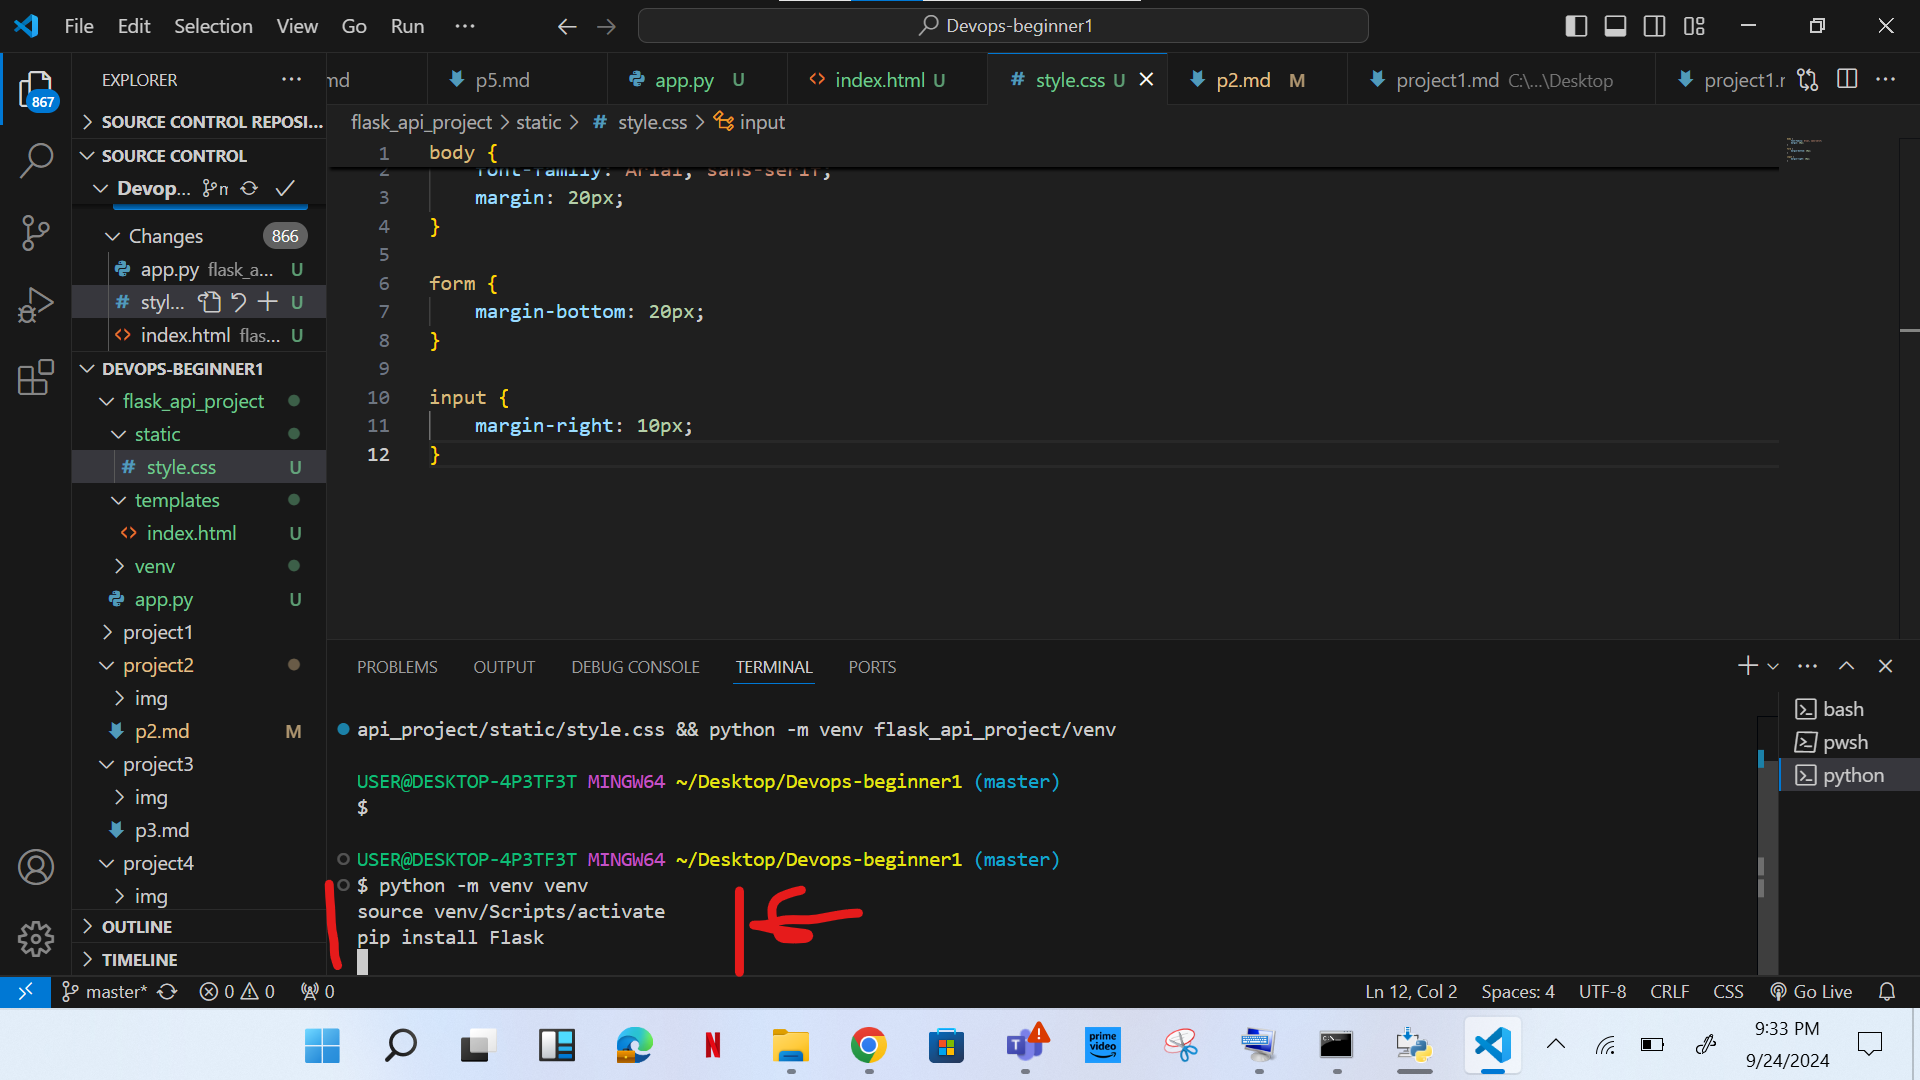 File Edit Selection View Go Run ···
Devops-beginner1
867
EXPLORER ···
SOURCE CONTROL REPOSI...
SOURCE CONTROL
Devop...
Changes 866
app.py flask_a... U
styl... U
index.html flas... U
DEVOPS-BEGINNER1
flask_api_project
static
style.css U
templates
index.html U
venv
app.py U
project1
project2
img
p2.md M
project3
img
p3.md
project4
img
OUTLINE
TIMELINE
md p5.md app.py U index.html U style.css U p2.md M project1.md C:\...\Desktop project1.r
flask_api_project > static > # style.css > input
1 body {
2 font-family: Arial, sans-serif;
3 margin: 20px;
4 }
5
6 form {
7 margin-bottom: 20px;
8 }
9
10 input {
11 margin-right: 10px;
12 }
PROBLEMS OUTPUT DEBUG CONSOLE TERMINAL PORTS
api_project/static/style.css && python -m venv flask_api_project/venv
USER@DESKTOP-4P3TF3T MINGW64 ~/Desktop/Devops-beginner1 (master)
$
USER@DESKTOP-4P3TF3T MINGW64 ~/Desktop/Devops-beginner1 (master)
$ python -m venv venv
source venv/Scripts/activate
pip install Flask
bash
pwsh
python
master* 0 0 0 Ln 12, Col 2 Spaces: 4 UTF-8 CRLF CSS Go Live
prime video
9:33 PM
9/24/2024